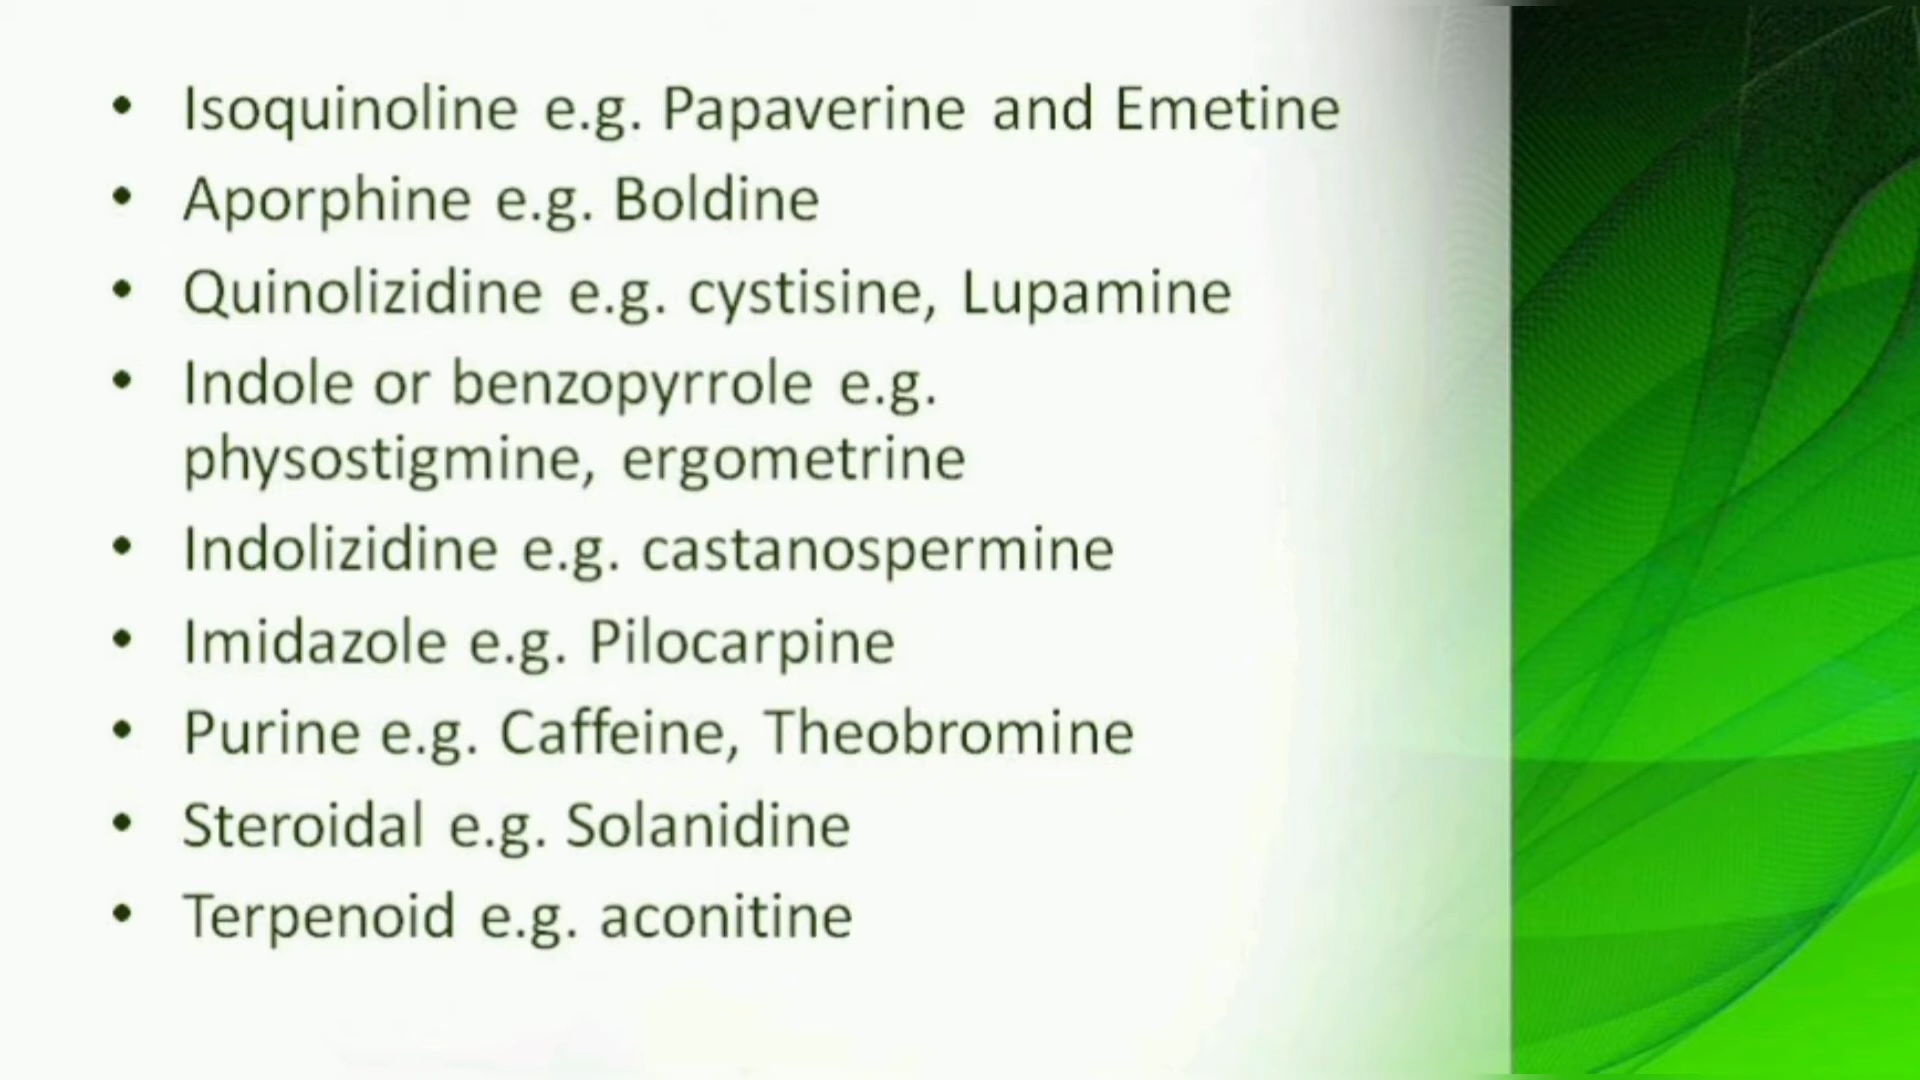 • Isoquinoline e.g. Papaverine and Emetine
• Aporphine e.g. Boldine
• Quinolizidine e.g. cystisine, Lupamine
• Indole or benzopyrrole e.g.
physostigmine, ergometrine
• Indolizidine e.g. castanospermine
• Imidazole e.g. Pilocarpine
• Purine e.g. Caffeine, Theobromine
• Steroidal e.g. Solanidine
• Terpenoid e.g. aconitine